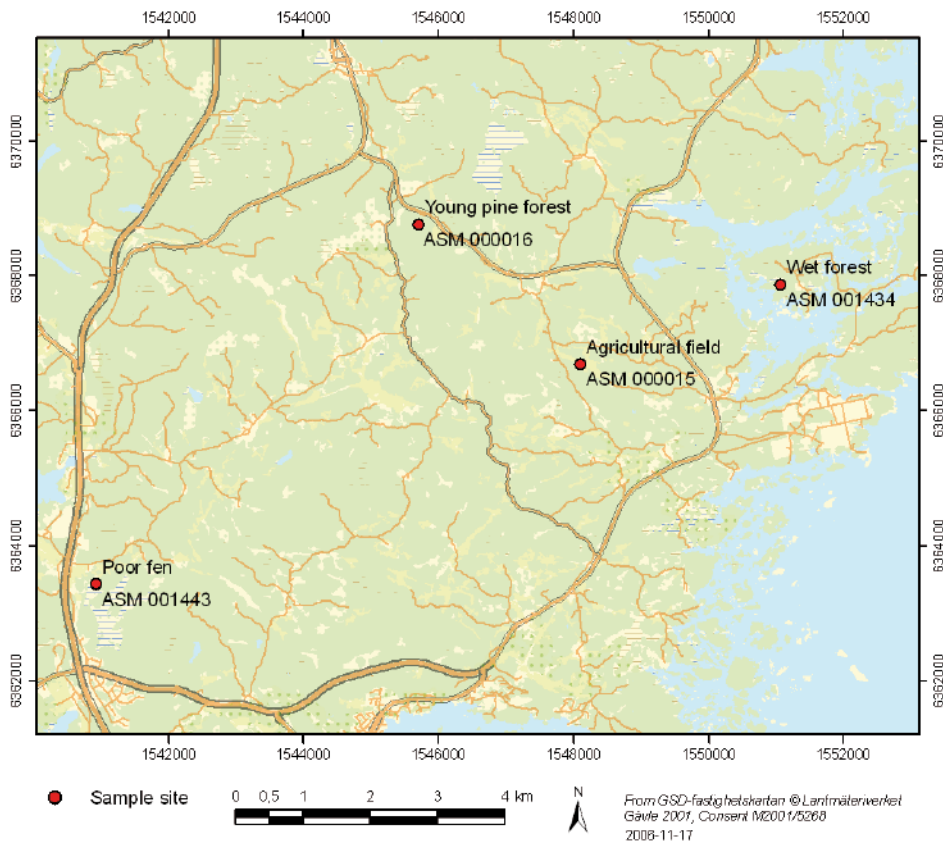 1542000 1544000 1546000 1548000 1550000 1552000
6370000 6370000
Young pine forest
ASM 000016
Wet forest
ASM 001434
6368000 6368000
Agricultural field
ASM 000015
6366000 6366000
6364000 6364000
Poor fen
ASM 001443
6362000 6362000
1542000 1544000 1546000 1548000 1550000 1552000
Sample site
0 0,5 1 2 3 4 km
N
From GSD-fastighetskartan © Lantmäteriverket
Gävle 2001, Consent M2001/5268
2006-11-17